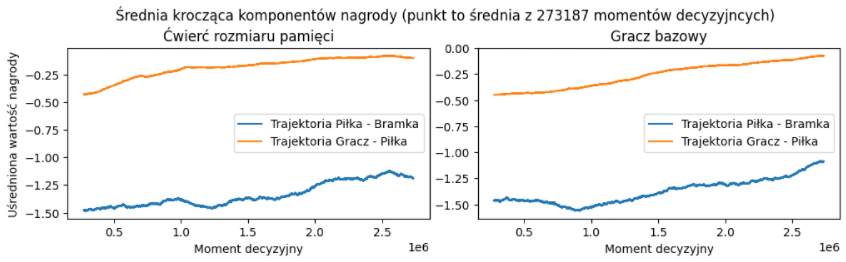 Średnia krocząca komponentów nagrody (punkt to średnia z 273187 momentów decyzyjncych)
Ćwierć rozmiaru pamięci
Gracz bazowy
Uśredniona wartość nagrody
−0.25
−0.50
−0.75
−1.00
−1.25
−1.50
Trajektoria Piłka - Bramka
Trajektoria Gracz - Piłka
0.5
1.0
1.5
2.0
2.5
1e6
Moment decyzyjny
0.00
−0.25
−0.50
−0.75
−1.00
−1.25
−1.50
Trajektoria Piłka - Bramka
Trajektoria Gracz - Piłka
0.5
1.0
1.5
2.0
2.5
1e6
Moment decyzyjny